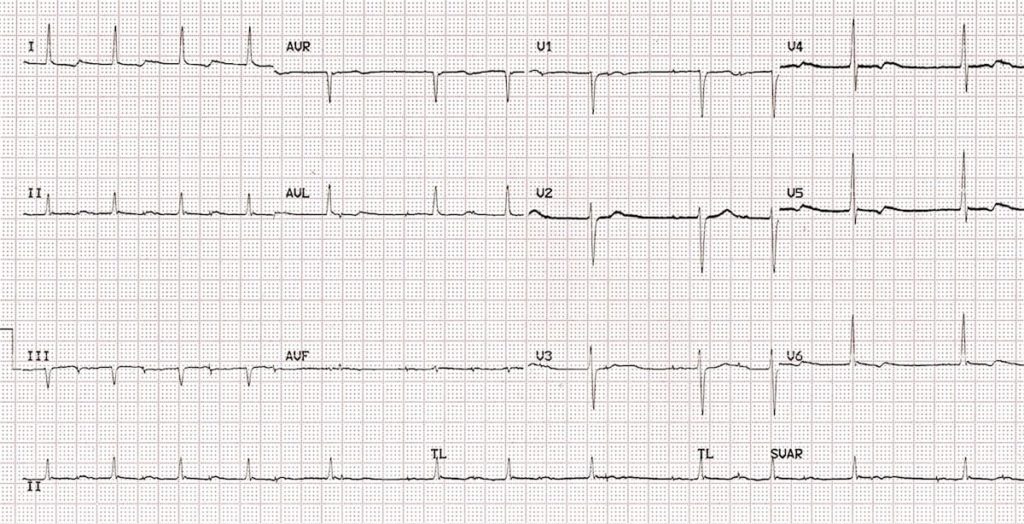 I AVR V1 V4
II AVL V2 V5
III AVF V3 V6
TL TL SVAR
II